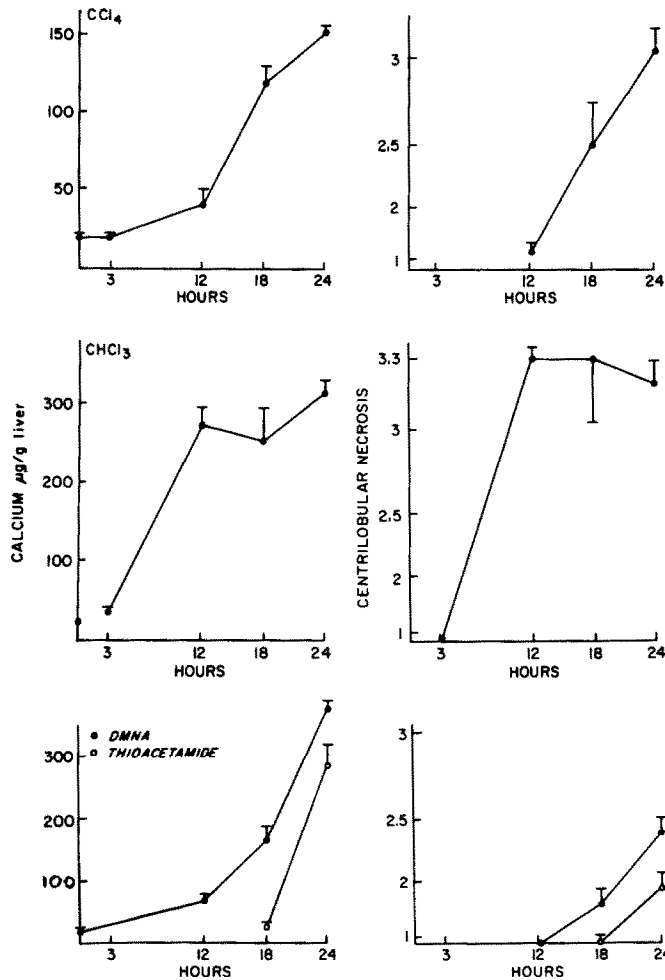 CCl4
150
100
50
3 12 18 24
HOURS
3
2.5
2
1
3 12 18 24
HOURS
CALCIUM µg/g liver
CHCl3
300
200
100
3 12 18 24
HOURS
CENTRILOBULAR NECROSIS
3.3
3
2.5
2
1
3 12 18 24
HOURS
DMNA
THIOACETAMIDE
300
200
100
3 12 18 24
HOURS
3
2.5
2
1
3 12 18 24
HOURS